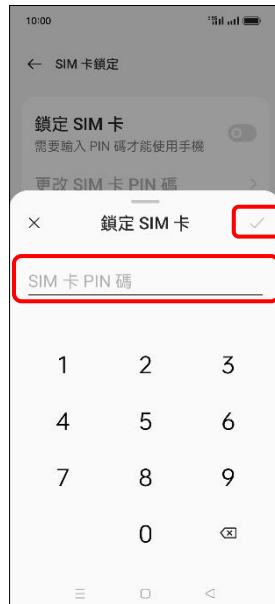 10:00
← SIM 卡鎖定
鎖定 SIM 卡
需要輸入 PIN 碼才能使用手機
更改 SIM 卡 PIN 碼
鎖定 SIM 卡
SIM 卡 PIN 碼
1 2 3
4 5 6
7 8 9
0